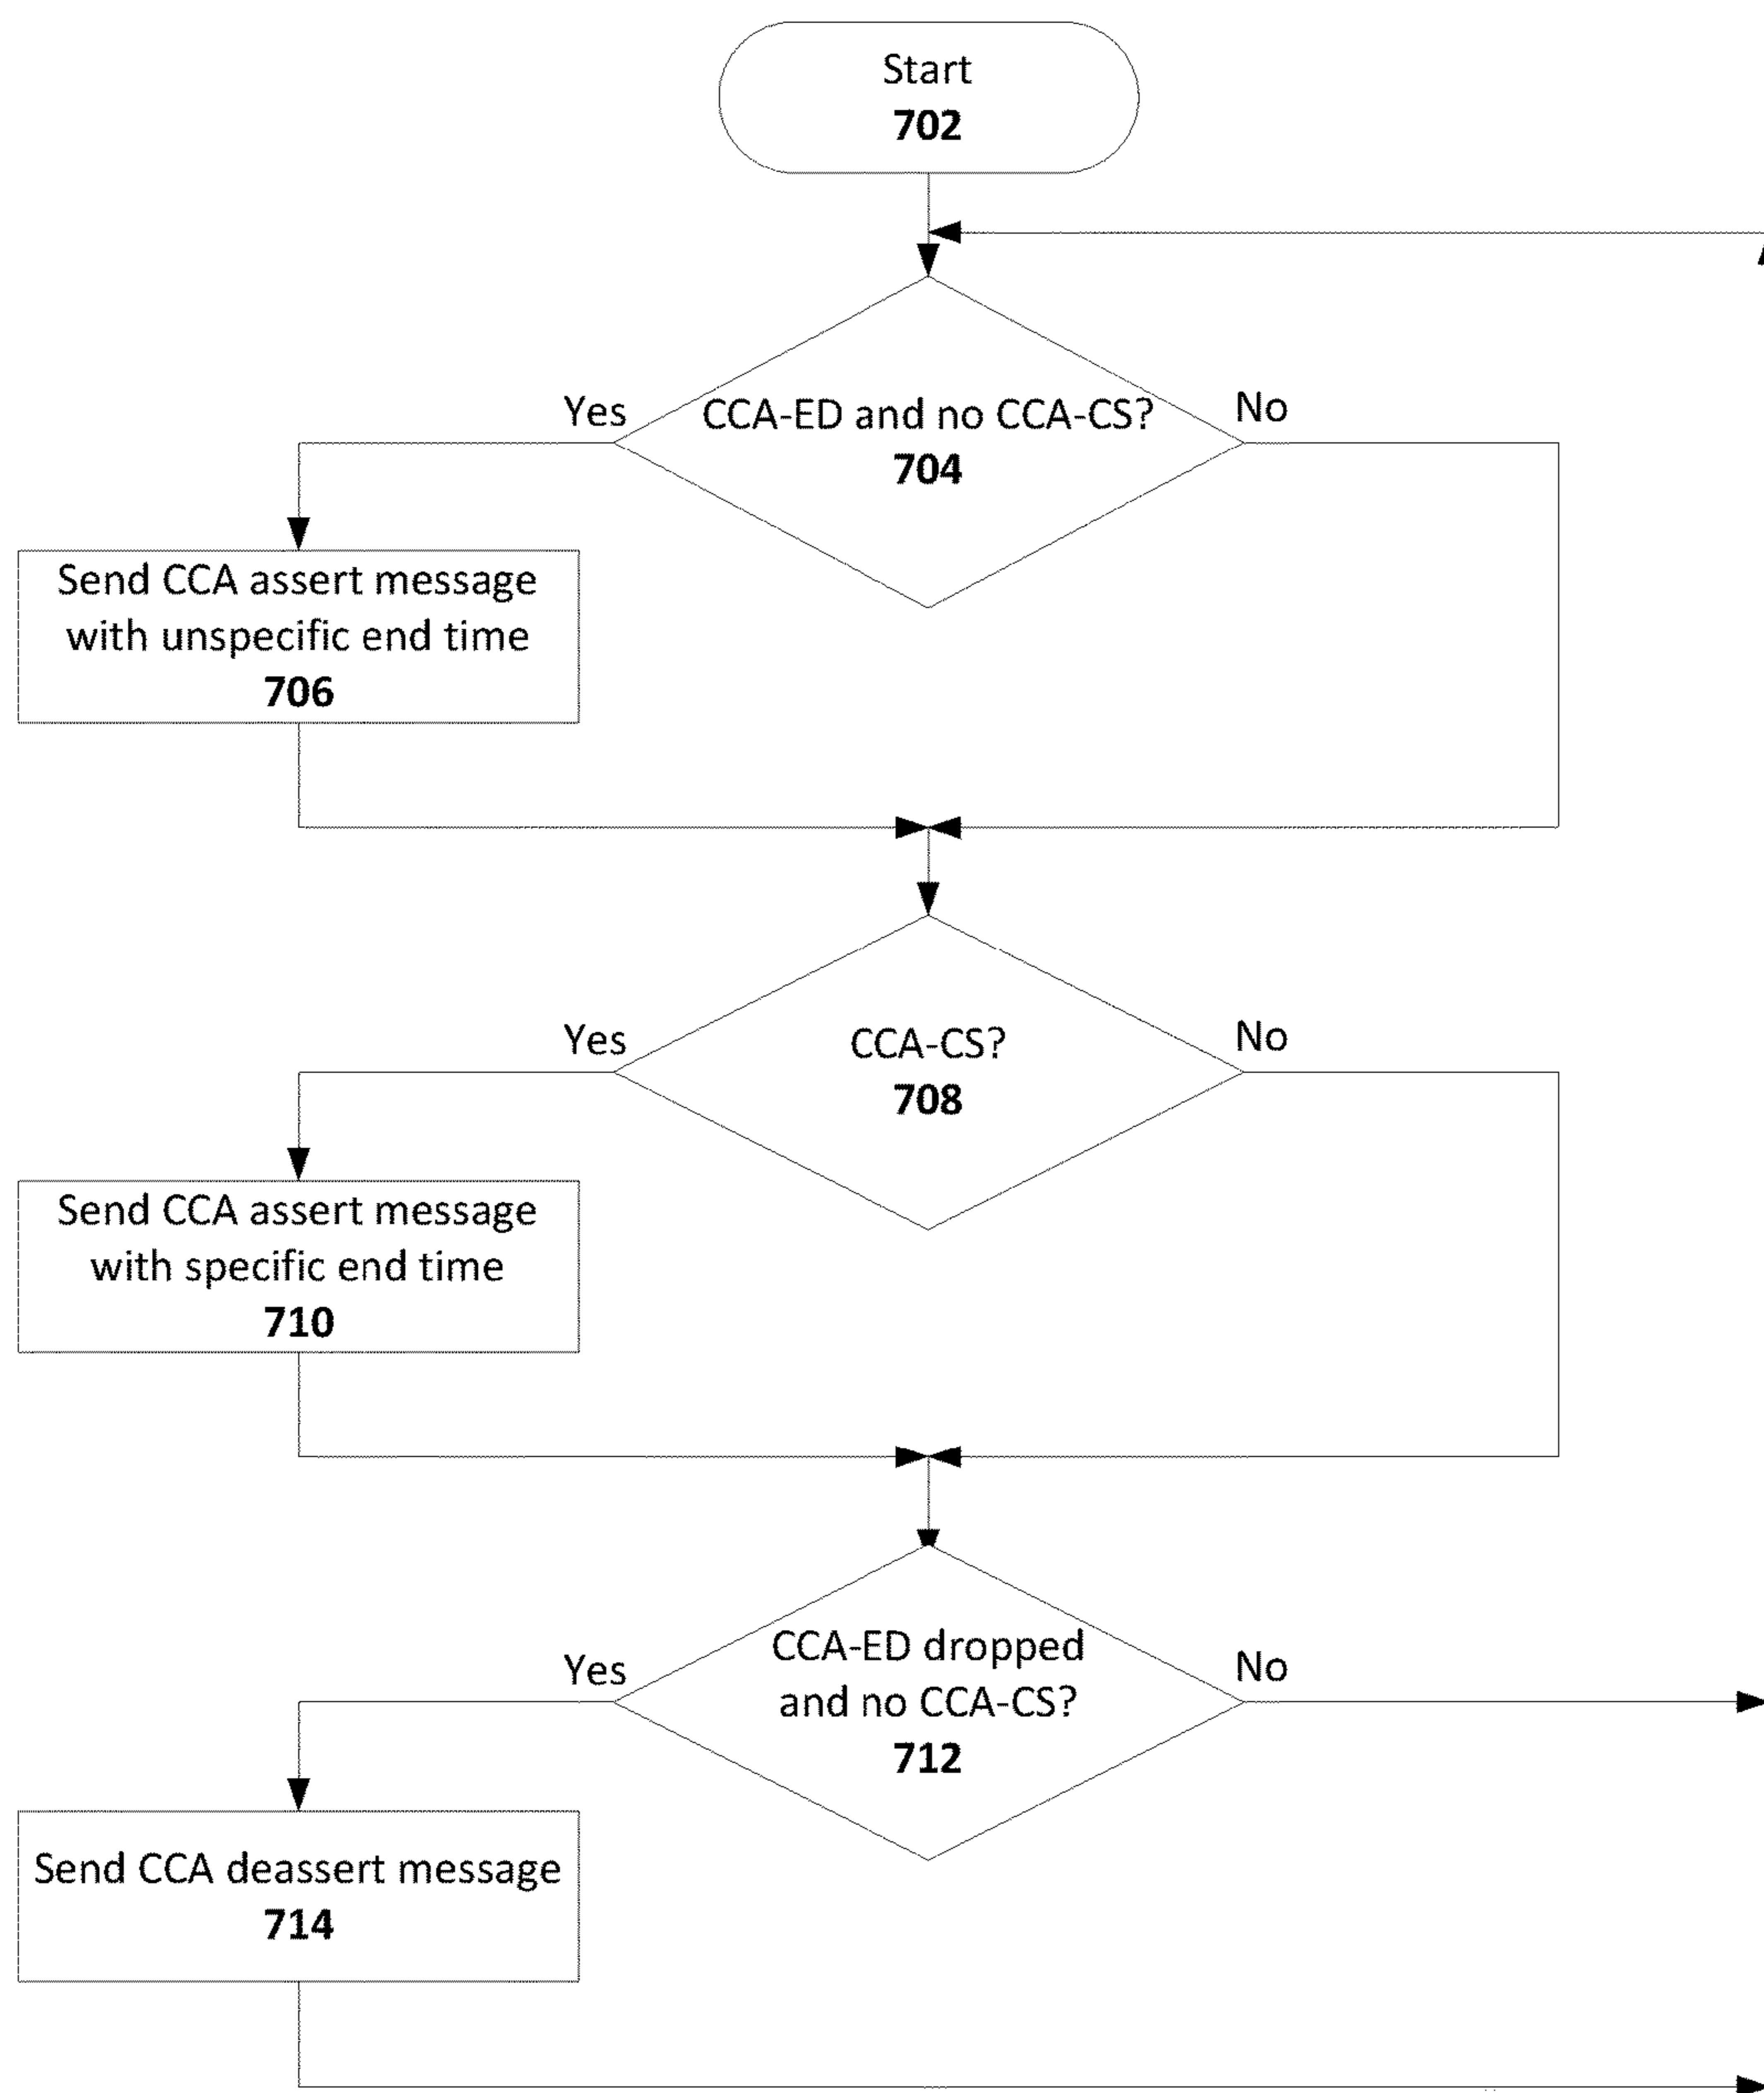 Start
702
Yes
CCA-ED and no CCA-CS?
704
No
Send CCA assert message
with unspecific end time
706
Yes
CCA-CS?
708
No
Send CCA assert message
with specific end time
710
Yes
CCA-ED dropped
and no CCA-CS?
712
No
Send CCA deassert message
714